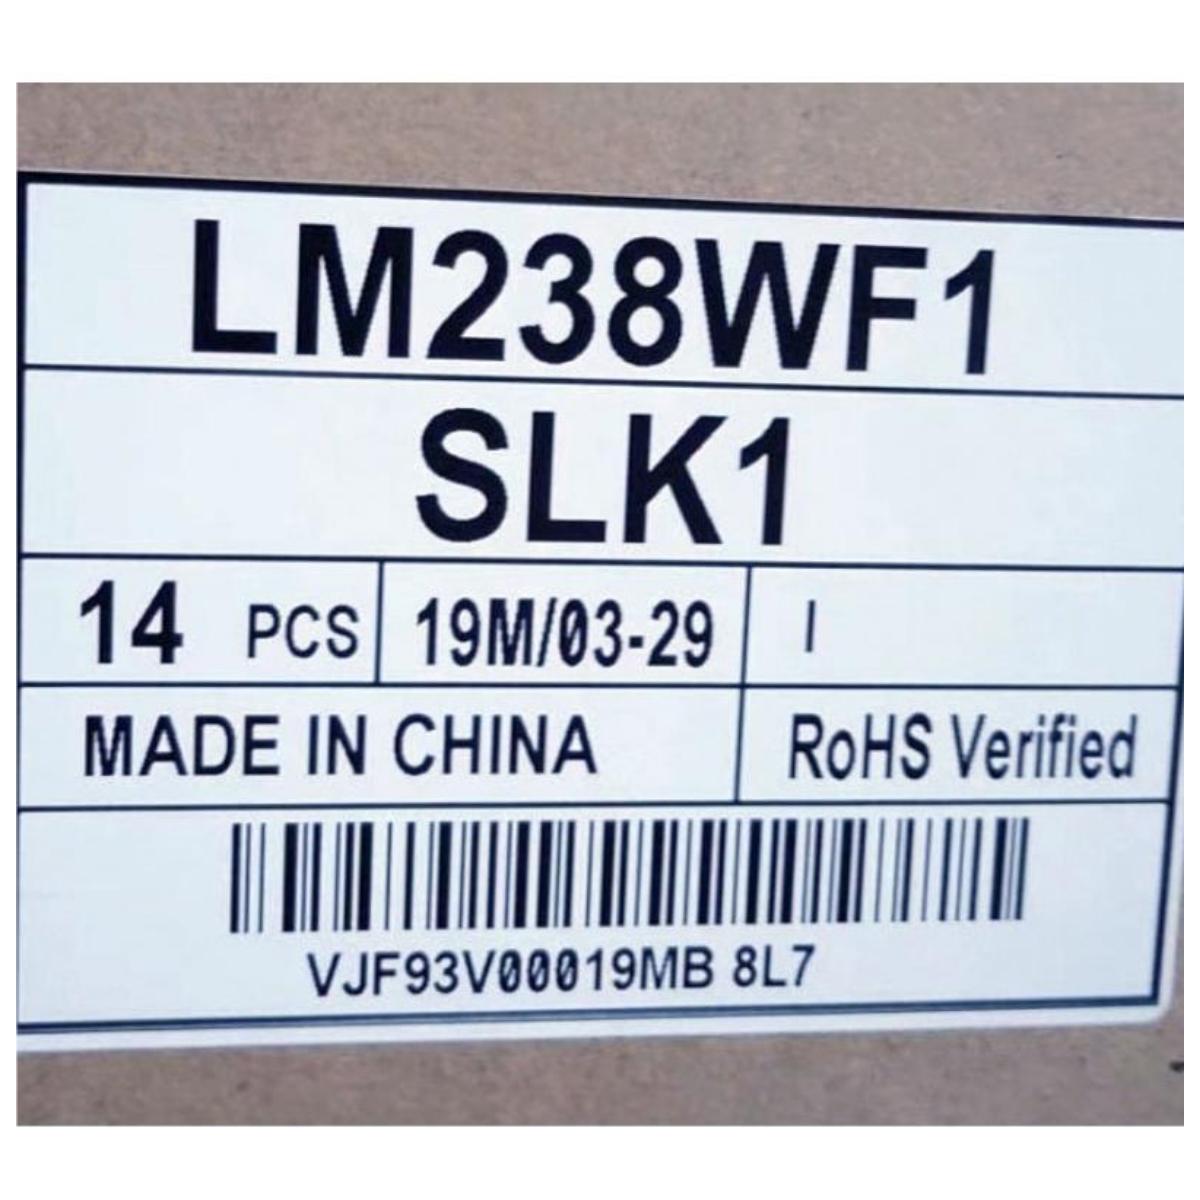 LM238WF1
SLK1
14 PCS 19M/03-29 I
MADE IN CHINA RoHS Verified
VJF93V00019MB 8L7